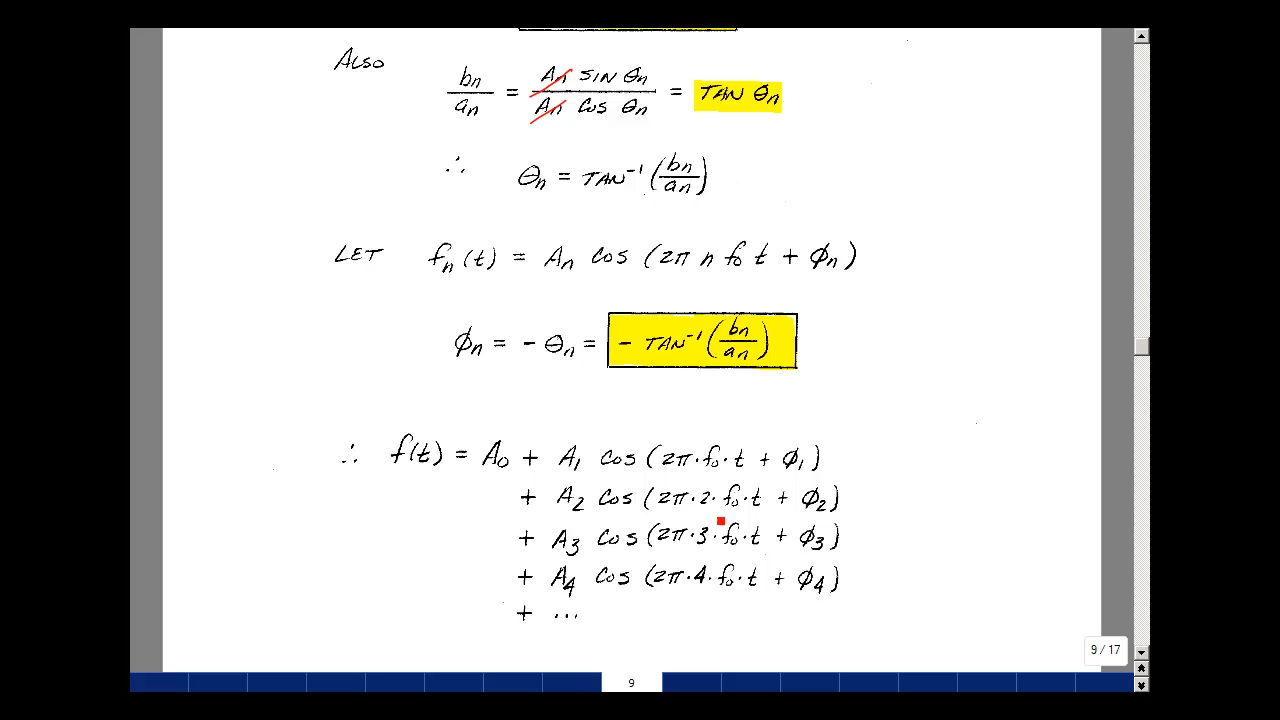 ALSO
bn/an = An SIN θn / An COS θn = TAN θn
∴ θn = TAN⁻¹ (bn/an)
LET fn(t) = An COS (2π n f₀ t + ϕn)
ϕn = - θn = - TAN⁻¹ (bn/an)
∴ f(t) = A₀ + A₁ COS (2π·f₀·t + ϕ₁)
+ A₂ COS (2π·2·f₀·t + ϕ₂)
+ A₃ COS (2π·3·f₀·t + ϕ₃)
+ A₄ COS (2π·4·f₀·t + ϕ₄)
+ ...
9 / 17
9